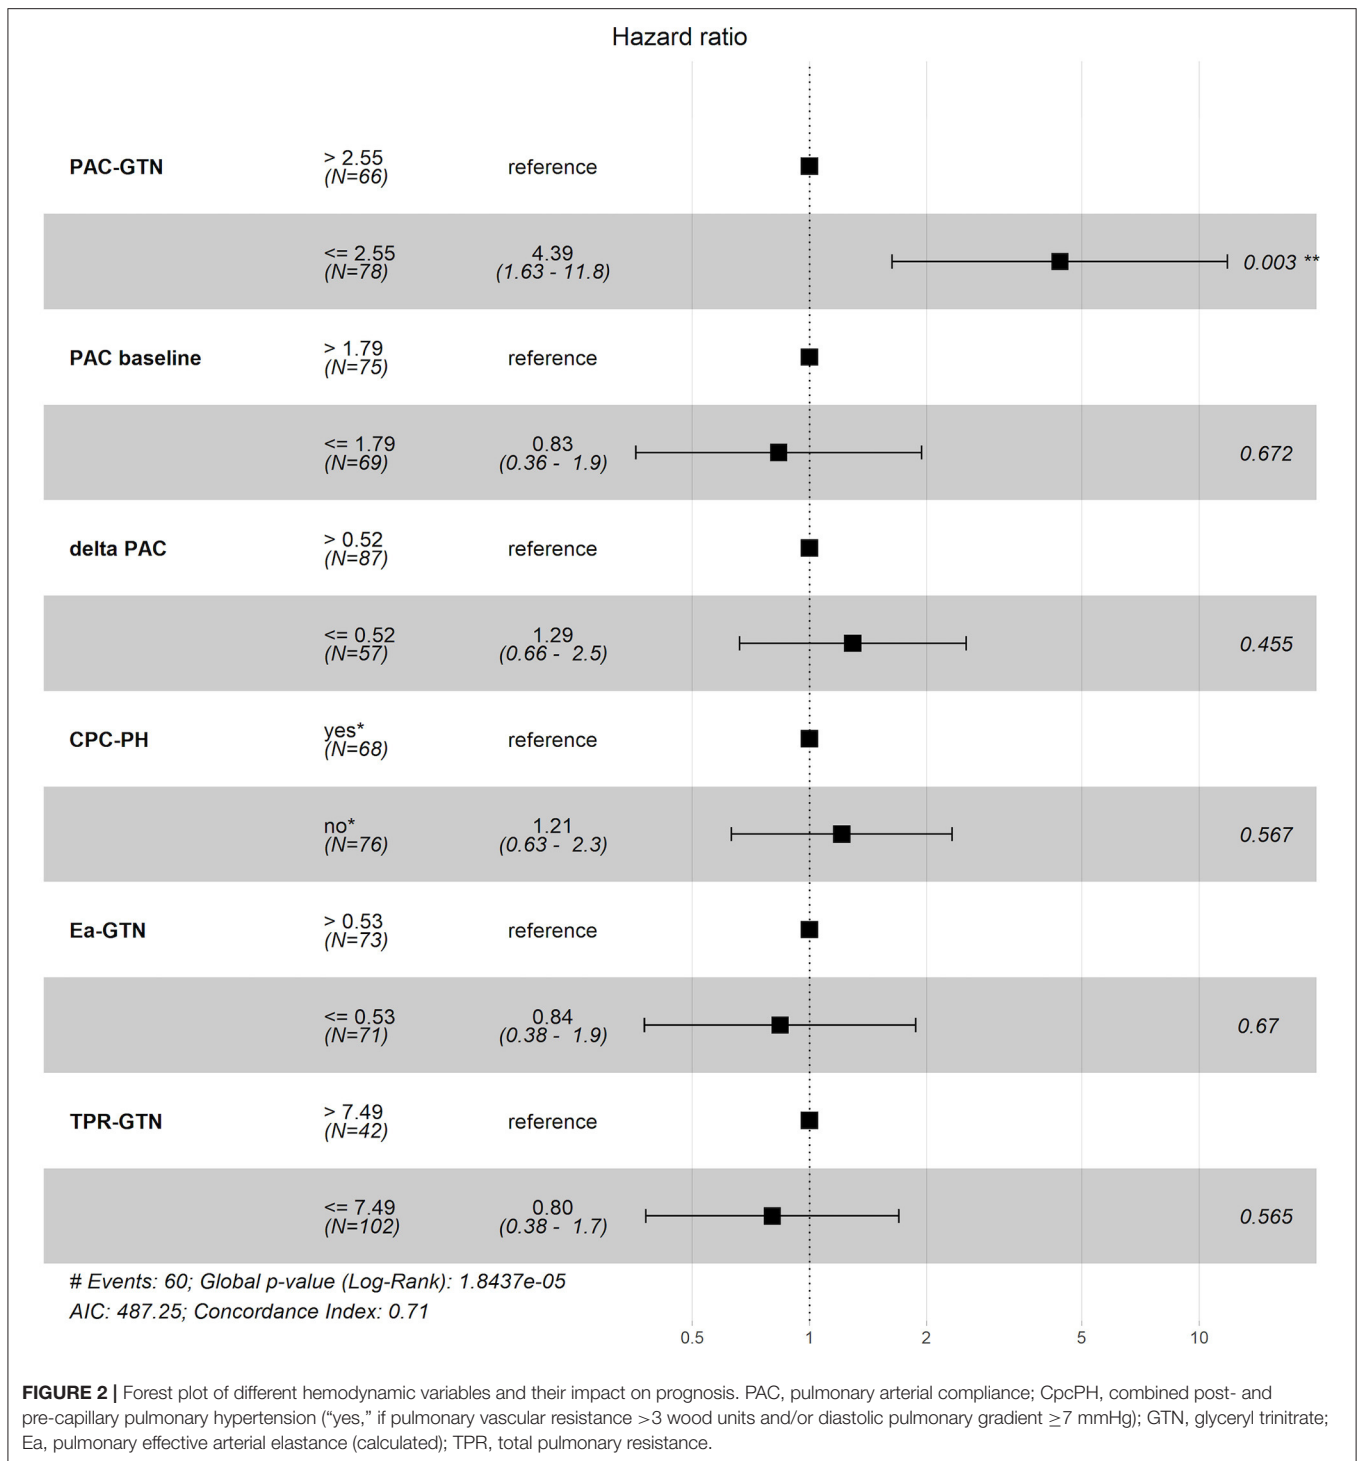 Hazard ratio
PAC-GTN
> 2.55
(N=66)
reference
<= 2.55
(N=78)
4.39
(1.63 - 11.8)
0.003 **
PAC baseline
> 1.79
(N=75)
reference
<= 1.79
(N=69)
0.83
(0.36 - 1.9)
0.672
delta PAC
> 0.52
(N=87)
reference
<= 0.52
(N=57)
1.29
(0.66 - 2.5)
0.455
CPC-PH
yes*
(N=68)
reference
no*
(N=76)
1.21
(0.63 - 2.3)
0.567
Ea-GTN
> 0.53
(N=73)
reference
<= 0.53
(N=71)
0.84
(0.38 - 1.9)
0.67
TPR-GTN
> 7.49
(N=42)
reference
<= 7.49
(N=102)
0.80
(0.38 - 1.7)
0.565
# Events: 60; Global p-value (Log-Rank): 1.8437e-05
AIC: 487.25; Concordance Index: 0.71
0.5 1 2 5 10
FIGURE 2 | Forest plot of different hemodynamic variables and their impact on prognosis. PAC, pulmonary arterial compliance; CpcPH, combined post- and
pre-capillary pulmonary hypertension (“yes,” if pulmonary vascular resistance >3 wood units and/or diastolic pulmonary gradient ≥7 mmHg); GTN, glyceryl trinitrate;
Ea, pulmonary effective arterial elastance (calculated); TPR, total pulmonary resistance.